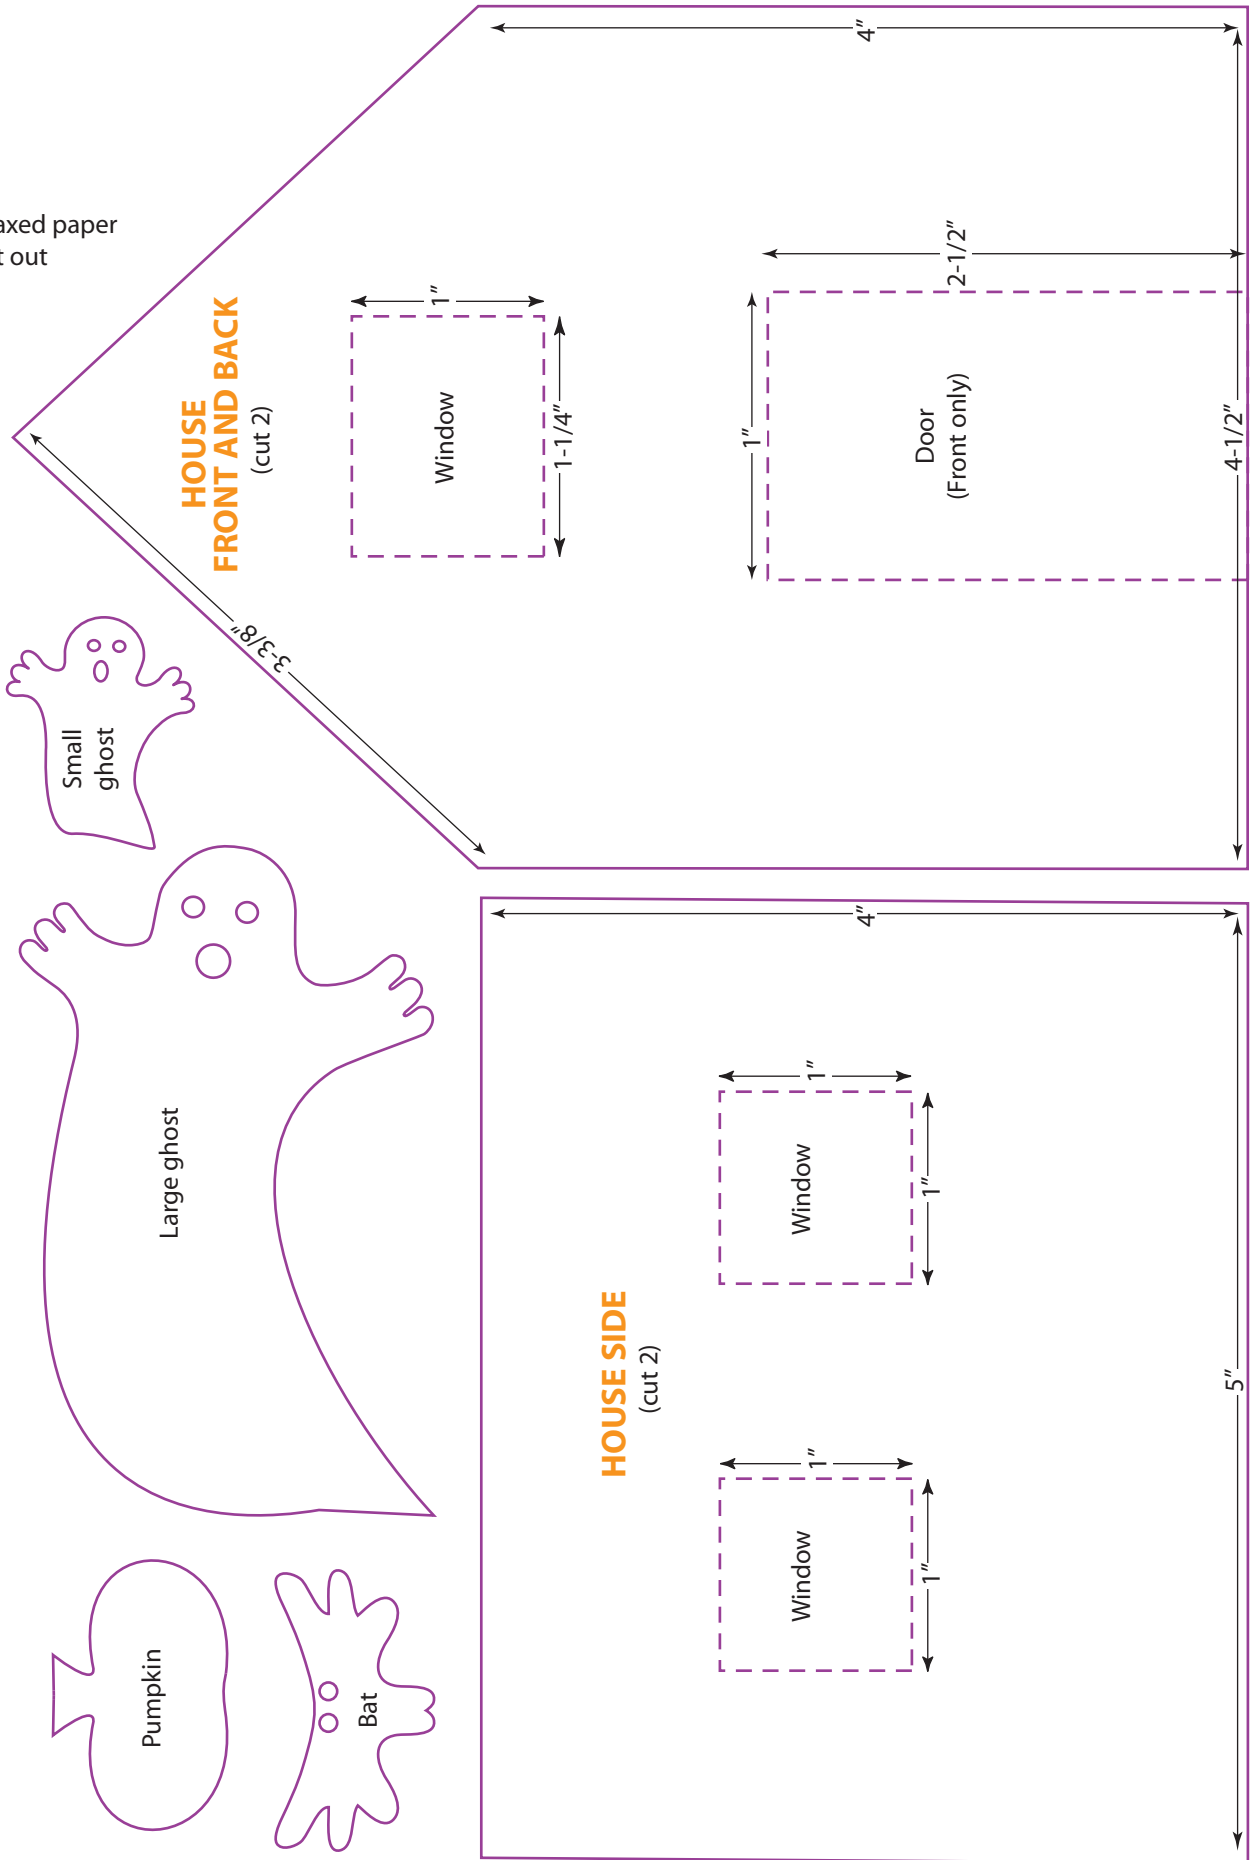 axed paper
t out
HOUSE
FRONT AND BACK
(cut 2)
3-3/8”
4”
1”
Window
1-1/4”
1”
2-1/2”
Door
(Front only)
4-1/2”
Small
ghost
Large ghost
Pumpkin
Bat
HOUSE SIDE
(cut 2)
4”
1”
Window
1”
1”
Window
1”
5”